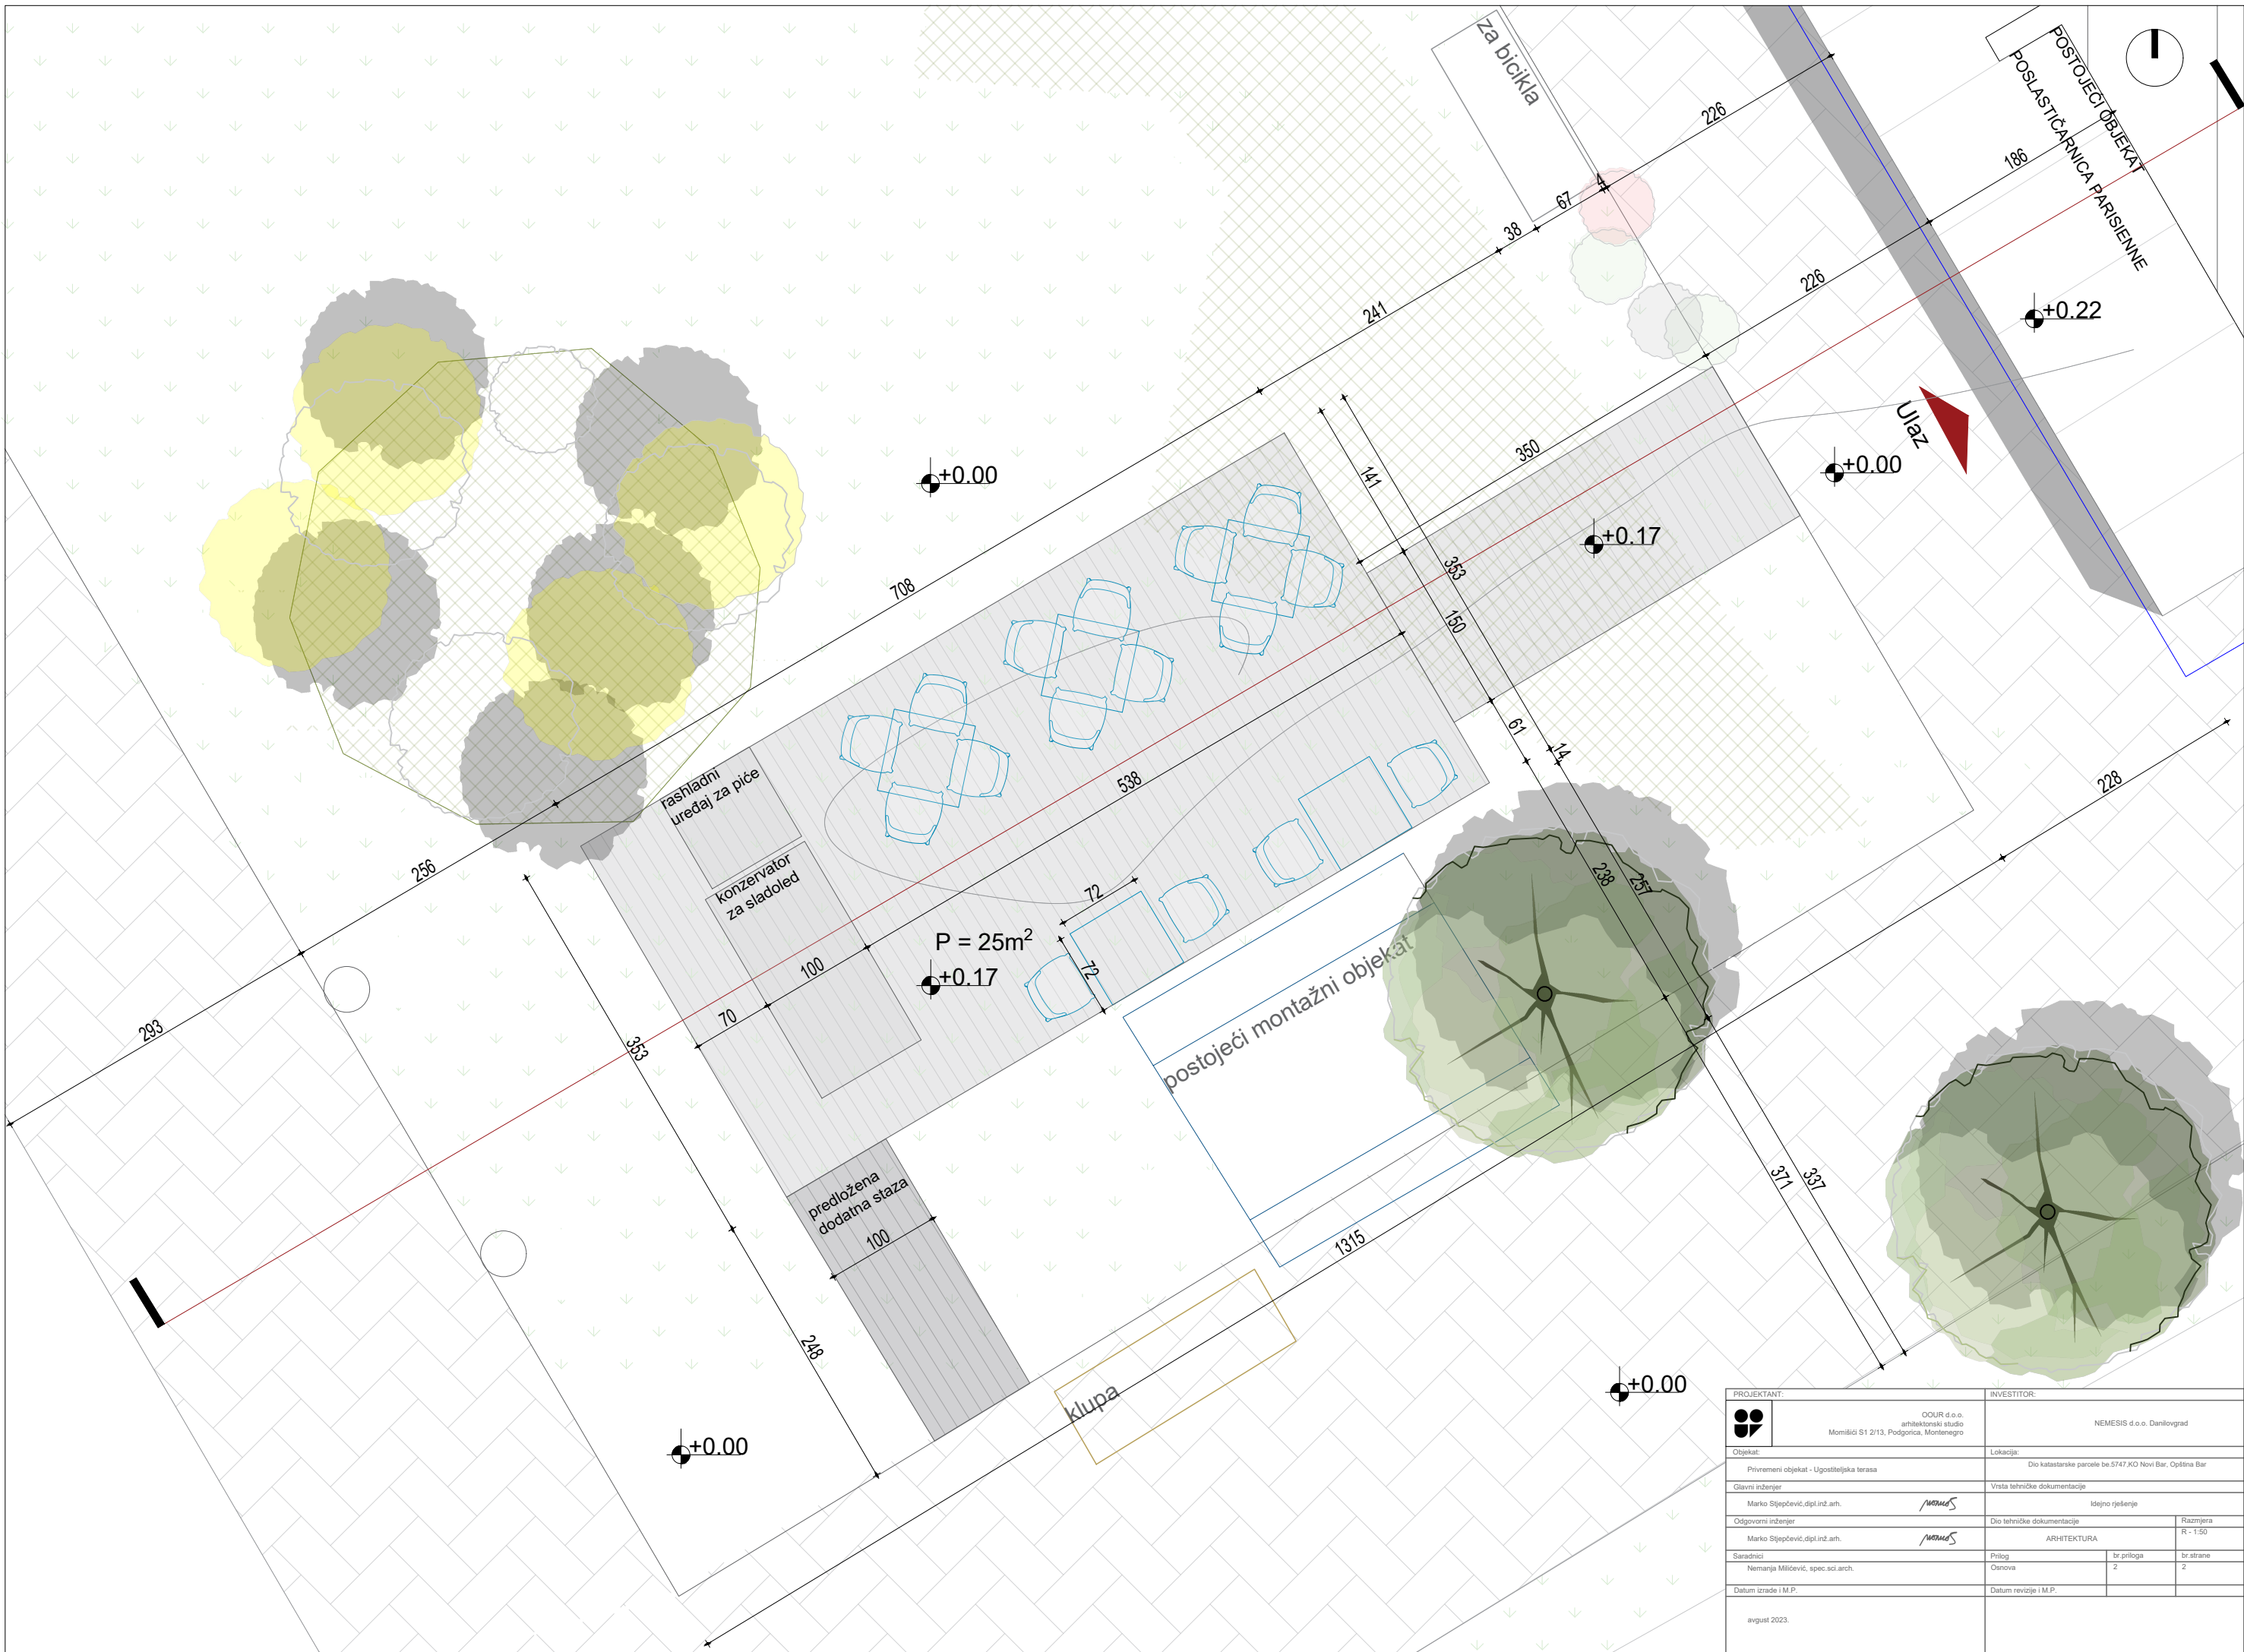 za bicikla
POSTOJEĆI OBJEKAT
POSLASTIČARNICA PARISIENNE
226
186
4
67
38
226
241
+0.22
Ulaz
+0.00
+0.00
350
141
+0.17
353
150
708
61
14
538
rashladni
uređaj za piće
228
konzervator
za sladoled
256
238
257
72
P = 25m²
72
+0.17
100
70
postojeći montažni objekat
293
353
predložena
dodatna staza
100
371
337
1315
248
klupa
+0.00
+0.00
PROJEKTANT:
INVESTITOR:
OOUR d.o.o.
arhitektonski studio
Momišići S1 2/13, Podgorica, Montenegro
NEMESIS d.o.o. Danilovgrad
Objekat:
Lokacija:
Privremeni objekat - Ugostiteljska terasa
Dio katastarske parcele be.5747,KO Novi Bar, Opština Bar
Glavni inženjer
Vrsta tehničke dokumentacije
Marko Stjepčević,dipl.inž.arh.
Idejno rješenje
Odgovorni inženjer
Dio tehničke dokumentacije
Razmjera
Marko Stjepčević,dipl.inž.arh.
ARHITEKTURA
R - 1:50
Saradnici
Prilog
br.priloga
br.strane
Nemanja Milićević, spec.sci.arch.
Osnova
2
2
Datum izrade i M.P.
Datum revizije i M.P.
avgust 2023.